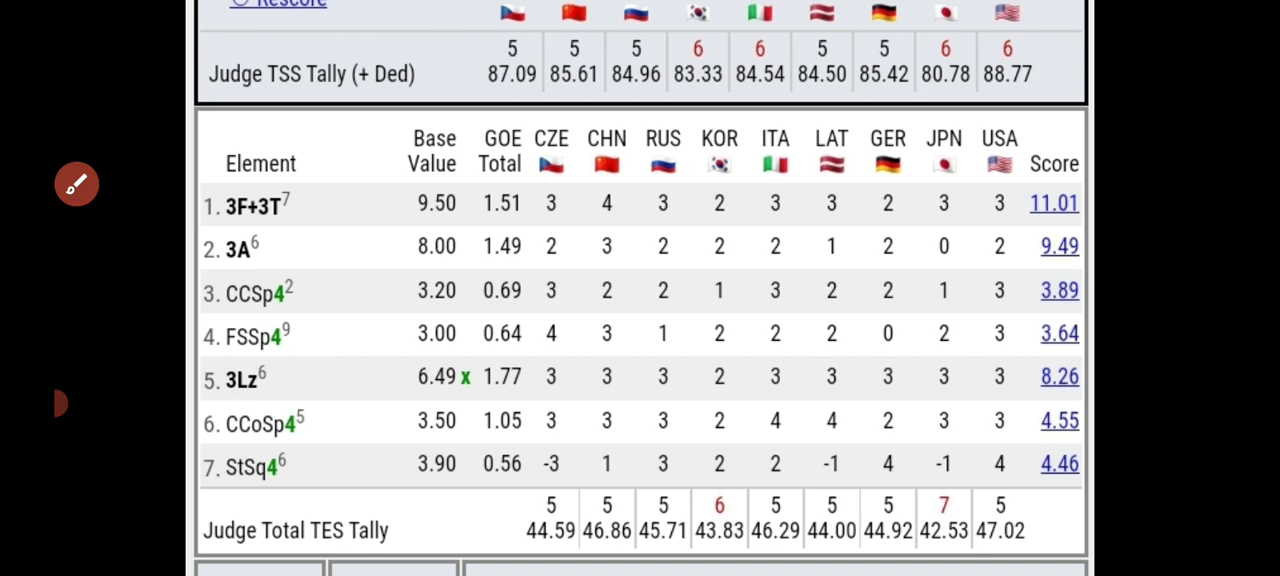 Rescore
5 5 5 6 6 5 5 6 6
Judge TSS Tally (+ Ded) 87.09 85.61 84.96 83.33 84.54 84.50 85.42 80.78 88.77
Base GOE CZE CHN RUS KOR ITA LAT GER JPN USA
Element Value Total Score
1. 3F+3T7 9.50 1.51 3 4 3 2 3 3 2 3 3 11.01
2. 3A6 8.00 1.49 2 3 2 2 2 1 2 0 2 9.49
3. CCSp42 3.20 0.69 3 2 2 1 3 2 2 1 3 3.89
4. FSSp49 3.00 0.64 4 3 1 2 2 2 0 2 3 3.64
5. 3Lz6 6.49 x 1.77 3 3 3 2 3 3 3 3 3 8.26
6. CCoSp45 3.50 1.05 3 3 3 2 4 4 2 3 3 4.55
7. StSq46 3.90 0.56 -3 1 3 2 2 -1 4 -1 4 4.46
5 5 5 6 5 5 5 7 5
Judge Total TES Tally 44.59 46.86 45.71 43.83 46.29 44.00 44.92 42.53 47.02